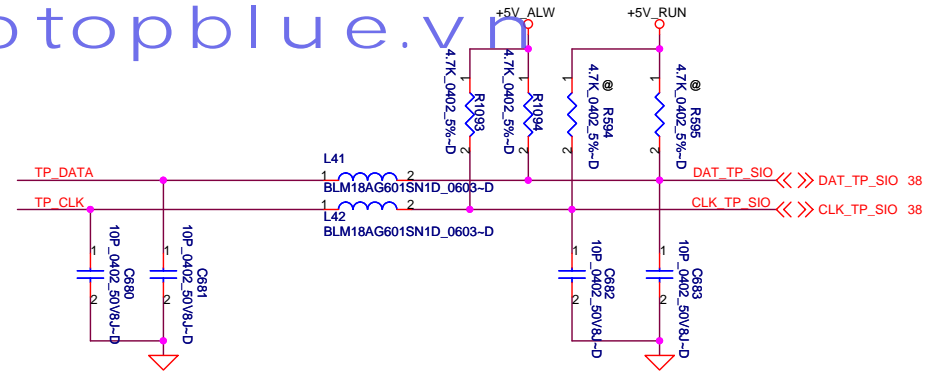 otopblue.vn
+5V_ALW
+5V_RUN
4.7K_0402_5%~D
1
R1093
2
4.7K_0402_5%~D
1
R1094
2
4.7K_0402_5%~D
@
1
R594
2
4.7K_0402_5%~D
@
1
R595
2
TP_DATA
L41
1
2
BLM18AG601SN1D_0603~D
DAT_TP_SIO
DAT_TP_SIO 38
TP_CLK
1
2
L42
BLM18AG601SN1D_0603~D
CLK_TP_SIO
CLK_TP_SIO 38
10P_0402_50V8J~D
1
C680
2
10P_0402_50V8J~D
1
C681
2
10P_0402_50V8J~D
1
C682
2
10P_0402_50V8J~D
1
C683
2